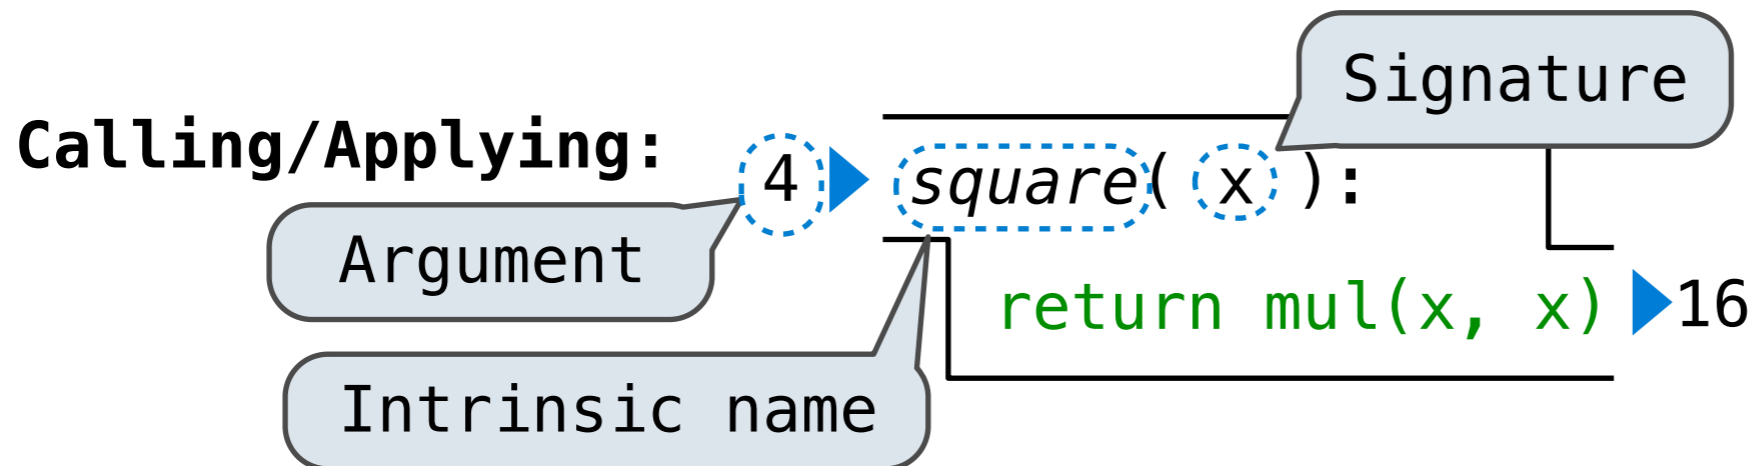 Signature
Calling/Applying:
4 square( x ):
Argument
return mul(x, x) 16
Intrinsic name